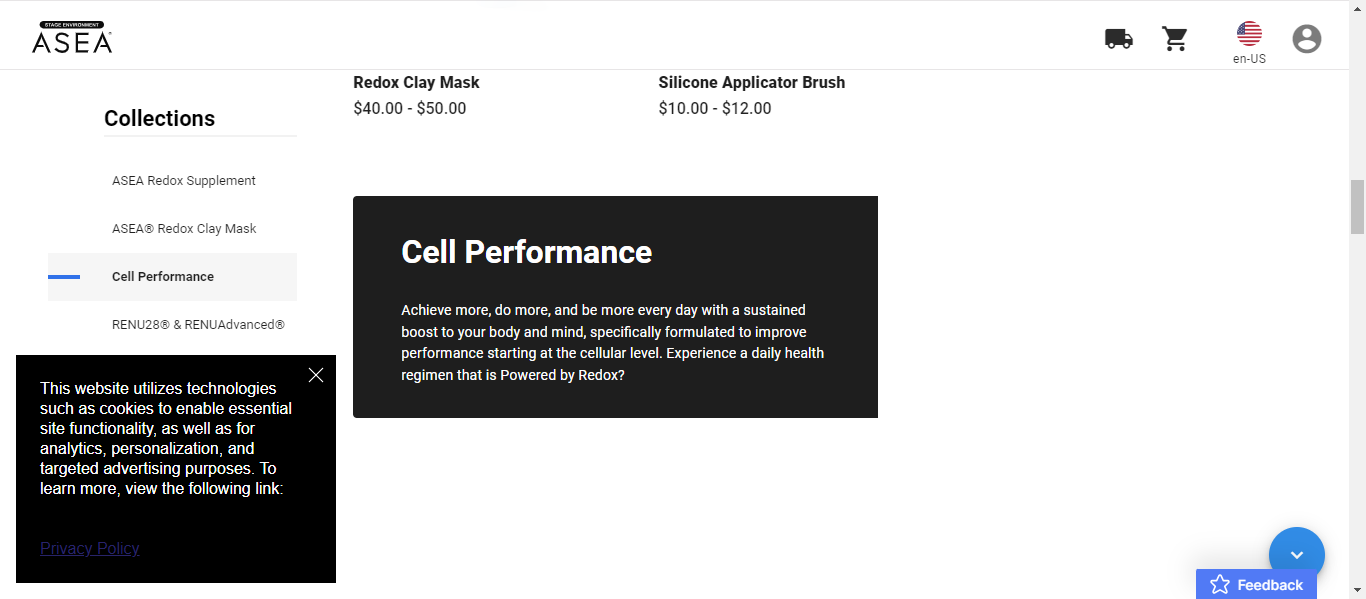 STAGE ENVIRONMENT
ASEA
en-US
Redox Clay Mask
$40.00 - $50.00
Silicone Applicator Brush
$10.00 - $12.00
Collections
ASEA Redox Supplement
ASEA® Redox Clay Mask
Cell Performance
RENU28® & RENUAdvanced®
Cell Performance
Achieve more, do more, and be more every day with a sustained
boost to your body and mind, specifically formulated to improve
performance starting at the cellular level. Experience a daily health
regimen that is Powered by Redox?
This website utilizes technologies
such as cookies to enable essential
site functionality, as well as for
analytics, personalization, and
targeted advertising purposes. To
learn more, view the following link:
Privacy Policy
Feedback